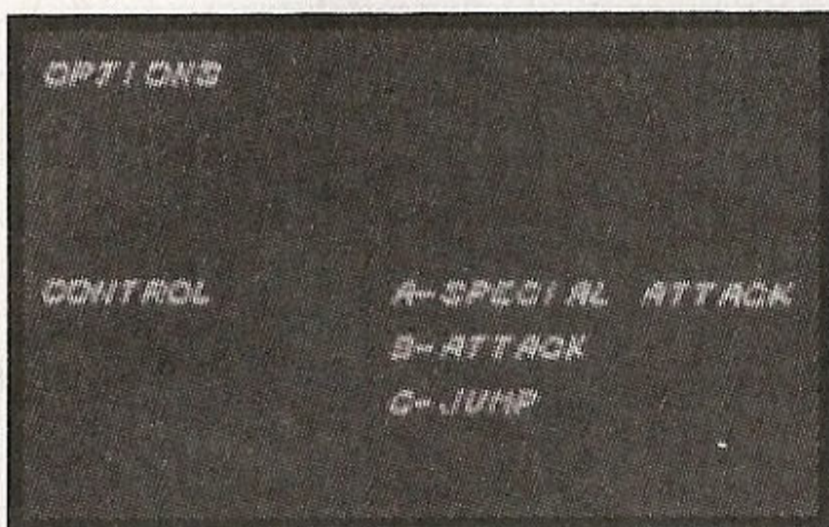 OPTIONS
CONTROL A-SPECIAL ATTACK
B-ATTACK
C-JUMP